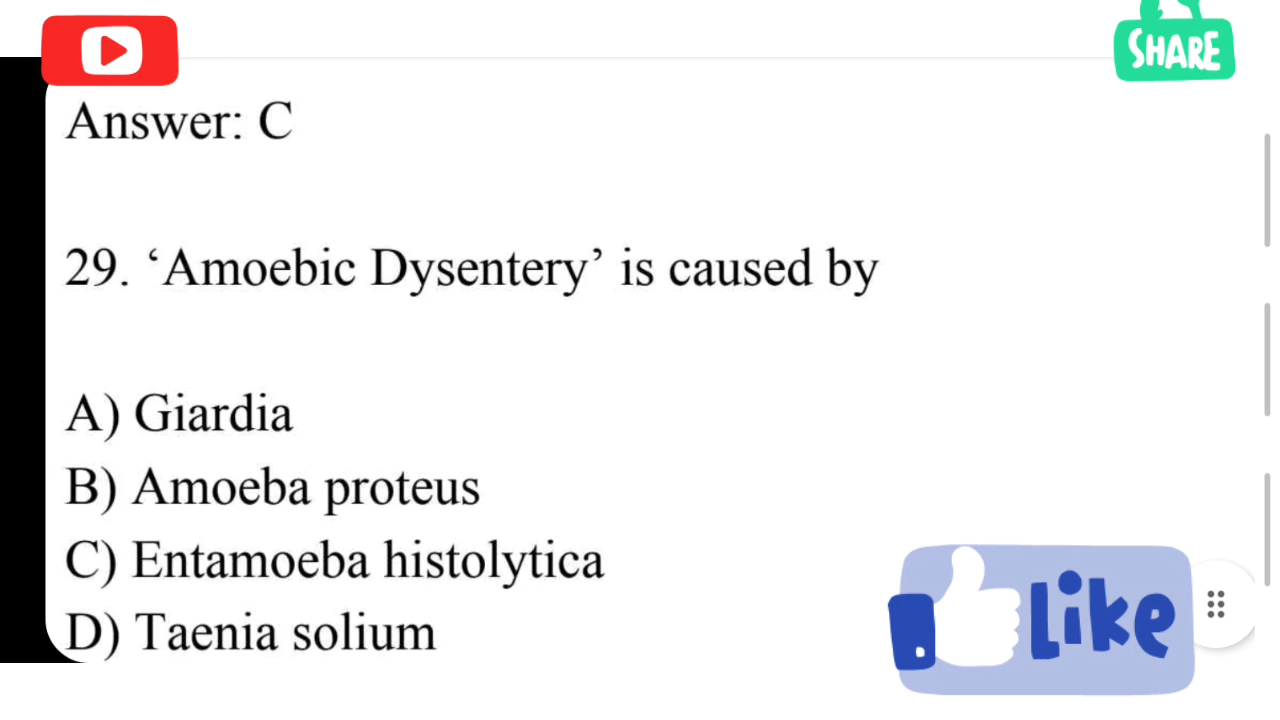 SHARE
Answer: C
29. ‘Amoebic Dysentery’ is caused by
A) Giardia
B) Amoeba proteus
C) Entamoeba histolytica
D) Taenia solium
Like